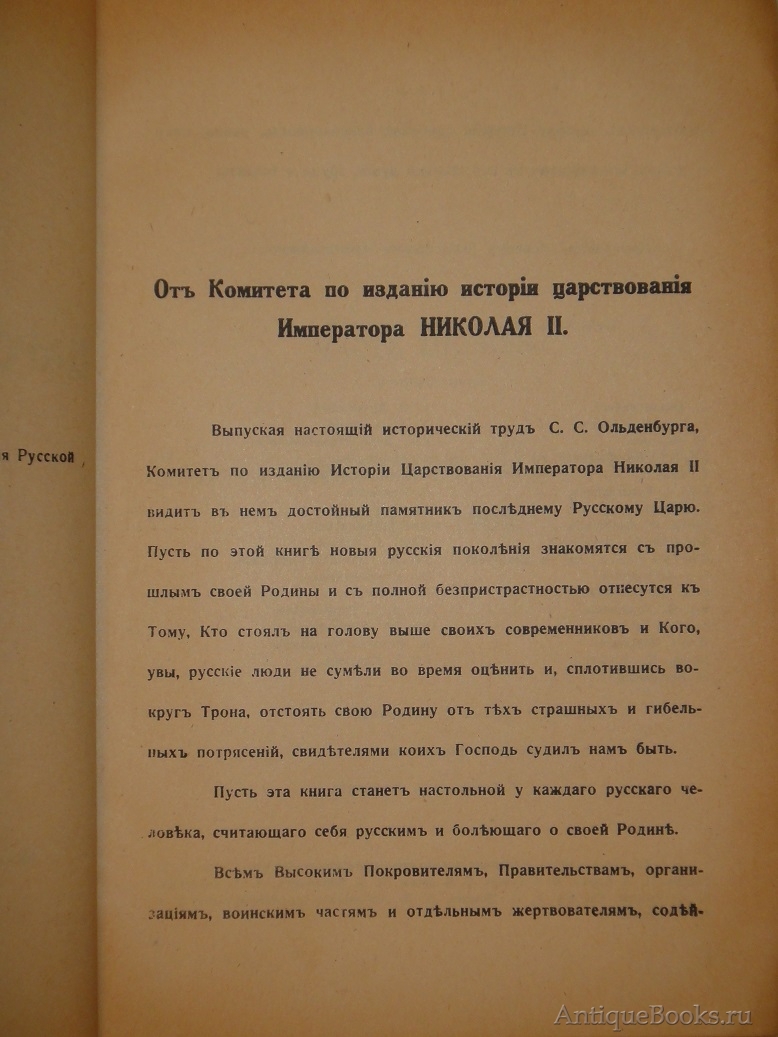 я Русской
Отъ Комитета по изданію исторіи царствованія
Императора НИКОЛАЯ II.
Выпуская настоящій историческій трудъ С. С. Ольденбурга,
Комитетъ по изданію Исторіи Царствованія Императора Николая II
видитъ въ немъ достойный памятникъ послѣднему Русскому Царю.
Пусть по этой книгѣ новыя русскія поколѣнія знакомятся съ про-
шлымъ своей Родины и съ полной безпристрастностью отнесутся къ
Тому, Кто стоялъ на голову выше своихъ современниковъ и Кого,
увы, русскіе люди не сумѣли во время оцѣнить и, сплотившись во-
кругъ Трона, отстоять свою Родину отъ тѣхъ страшныхъ и гибель-
ныхъ потрясеній, свидѣтелями коихъ Господь судилъ намъ быть.
Пусть эта книга станетъ настольной у каждаго русскаго че-
ловѣка, считающаго себя русскимъ и болѣющаго о своей Родинѣ.
Всѣмъ Высокимъ Покровителямъ, Правительствамъ, органи-
заціямъ, воинскимъ частямъ и отдѣльнымъ жертвователямъ, содѣй-
AntiqueBooks.ru